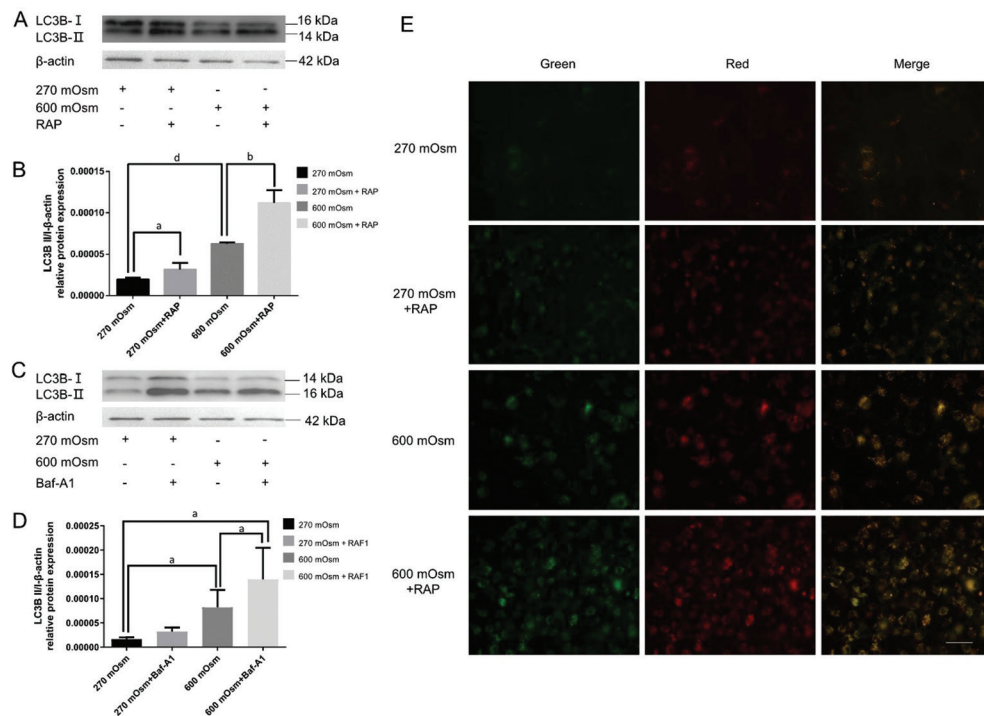 A
LC3B-Ⅰ
LC3B-Ⅱ
16 kDa
14 kDa
β-actin
42 kDa
270 mOsm + + - -
600 mOsm - - + +
RAP - + - +
B
LC3B II/I-β-actin
relative protein expression
0.00015
0.00010
0.00005
0.00000
d
b
a
270 mOsm
270 mOsm + RAP
600 mOsm
600 mOsm + RAP
270 mOsm
270 mOsm+RAP
600 mOsm
600 mOsm+RAP
C
LC3B-Ⅰ
LC3B-Ⅱ
14 kDa
16 kDa
β-actin
42 kDa
270 mOsm + + - -
600 mOsm - - + +
Baf-A1 - + - +
D
LC3B II/I-β-actin
relative protein expression
0.00025
0.00020
0.00015
0.00010
0.00005
0.00000
a
a
a
270 mOsm
270 mOsm + RAF1
600 mOsm
600 mOsm + RAF1
270 mOsm
270 mOsm+Baf-A1
600 mOsm
600 mOsm+Baf-A1
E
Green Red Merge
270 mOsm
270 mOsm
+RAP
600 mOsm
600 mOsm
+RAP